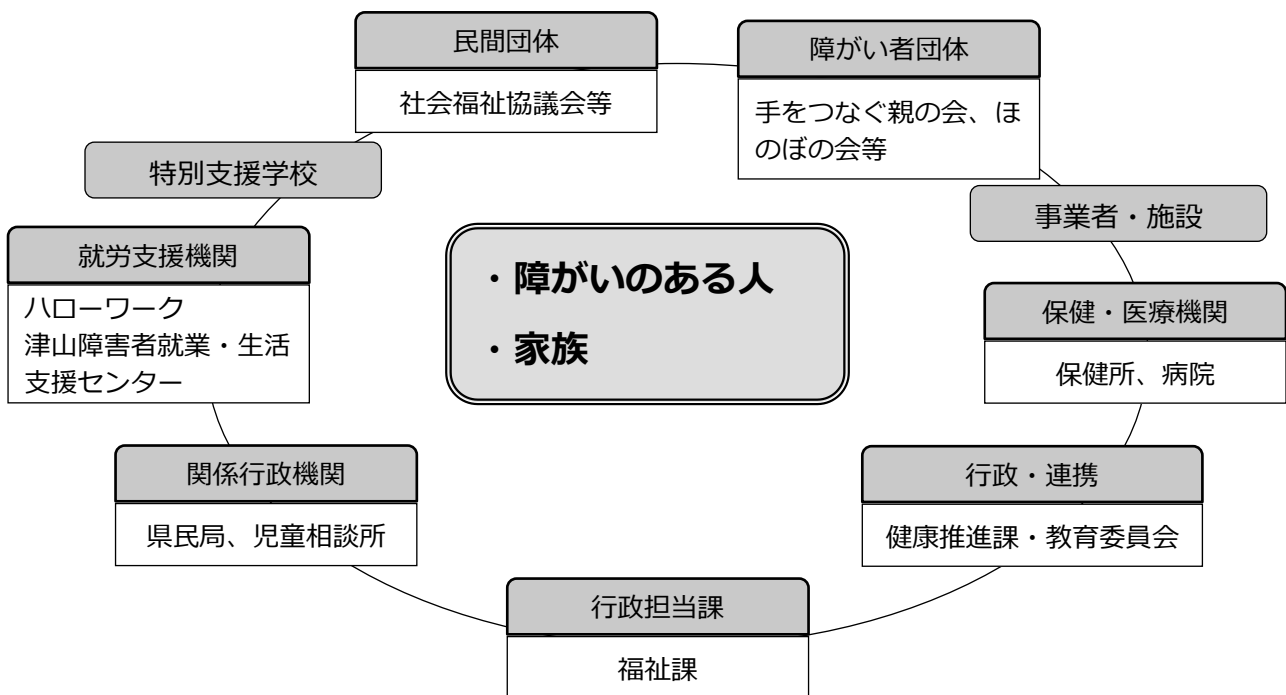 民間団体
社会福祉協議会等
障がい者団体
手をつなぐ親の会、ほ
のぼの会等
特別支援学校
事業者・施設
就労支援機関
ハローワーク
津山障害者就業・生活
支援センター
・障がいのある人
・家族
保健・医療機関
保健所、病院
関係行政機関
県民局、児童相談所
行政・連携
健康推進課・教育委員会
行政担当課
福祉課